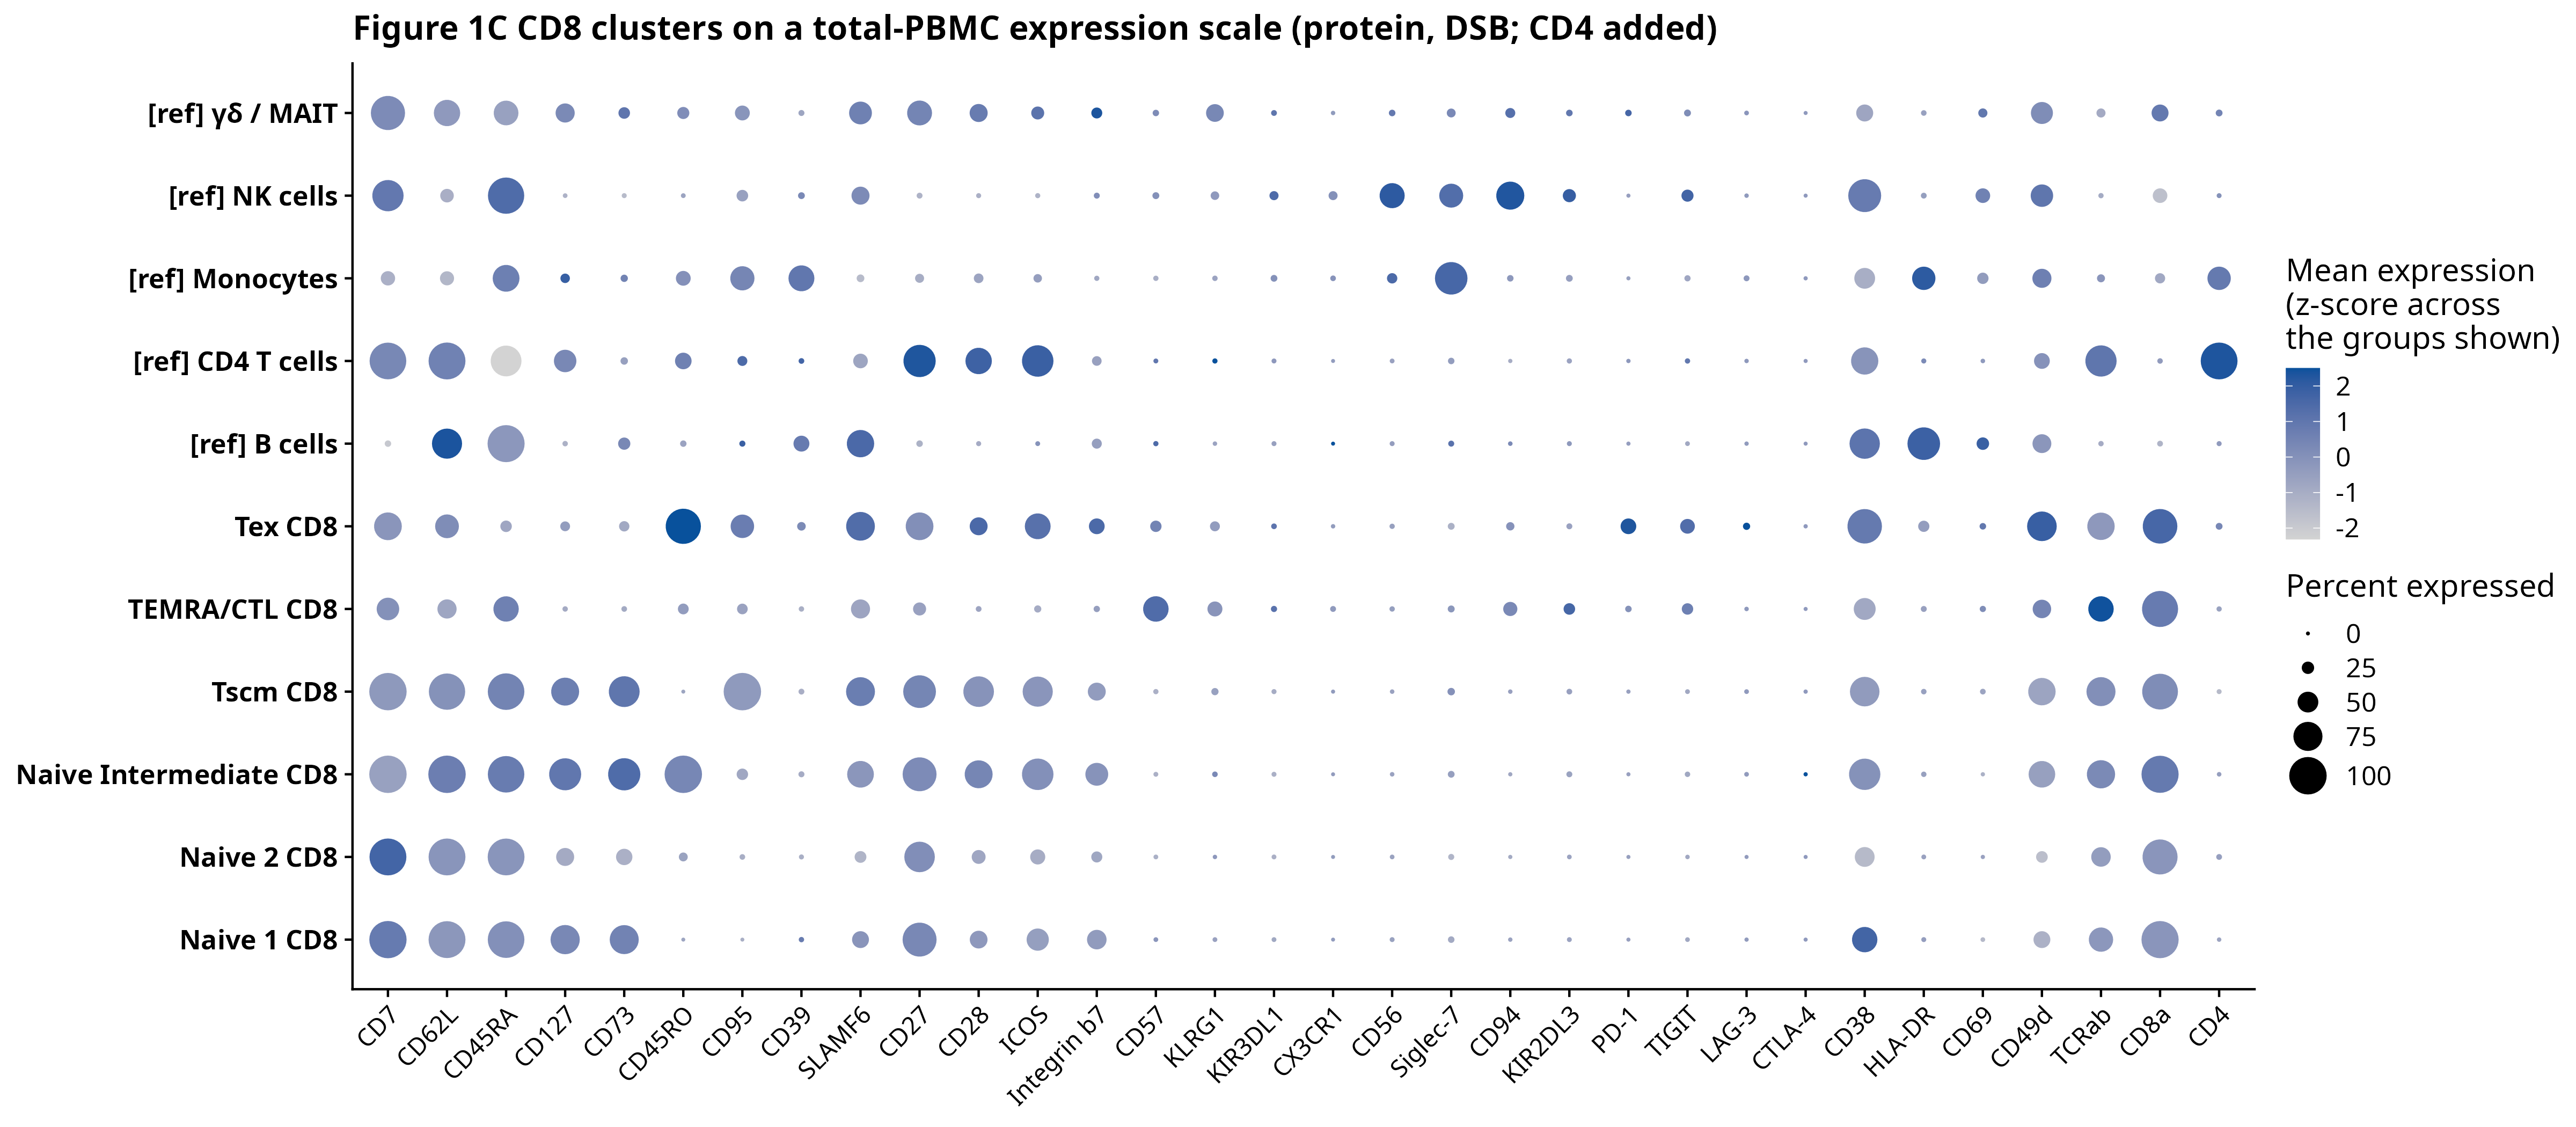 Figure 1C CD8 clusters on a total-PBMC expression scale (protein, DSB; CD4 added)
[ref] γδ / MAIT
[ref] NK cells
[ref] Monocytes
[ref] CD4 T cells
[ref] B cells
Tex CD8
TEMRA/CTL CD8
Tscm CD8
Naive Intermediate CD8
Naive 2 CD8
Naive 1 CD8
CD7
CD62L
CD45RA
CD127
CD73
CD45RO
CD95
CD39
SLAMF6
CD27
CD28
ICOS
Integrin b7
CD57
KLRG1
KIR3DL1
CX3CR1
CD56
Siglec-7
CD94
KIR2DL3
PD-1
TIGIT
LAG-3
CTLA-4
CD38
HLA-DR
CD69
CD49d
TCRab
CD8a
CD4
Mean expression
(z-score across
the groups shown)
2
1
0
-1
-2
Percent expressed
0
25
50
75
100